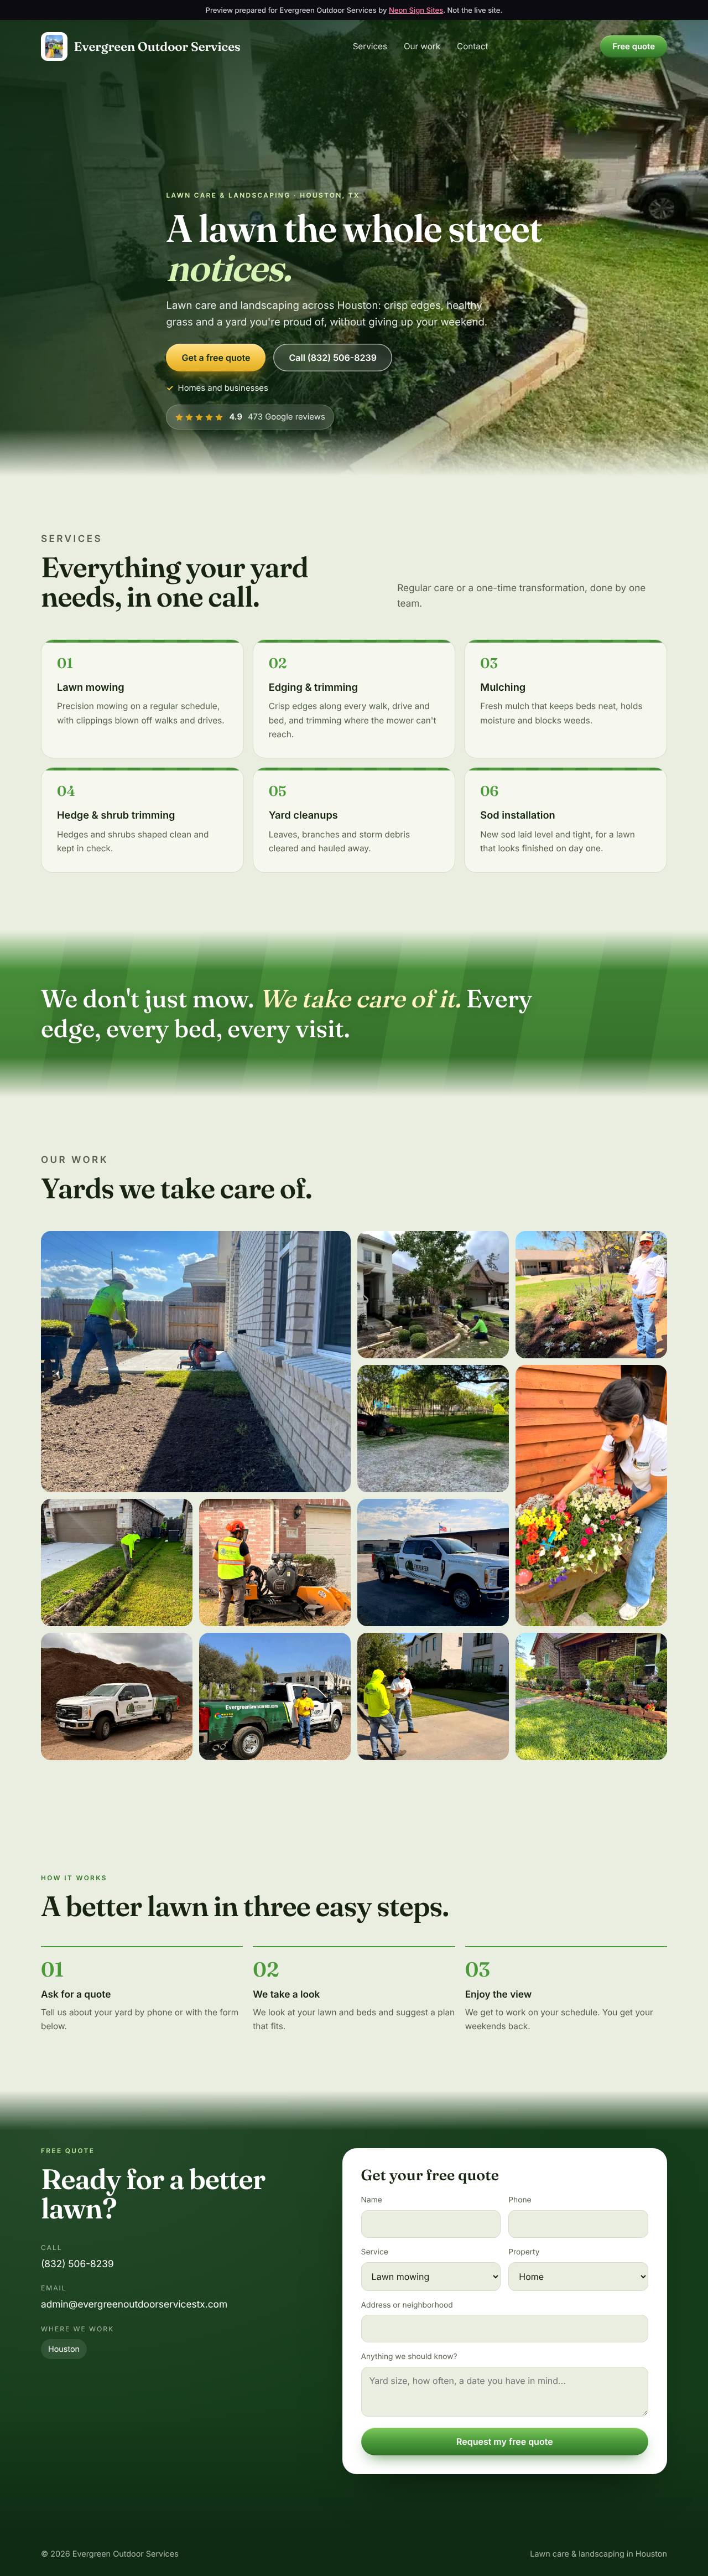 Preview prepared for Evergreen Outdoor Services by Neon Sign Sites. Not the live site.
Evergreen Outdoor Services
Services
Our work
Contact
Free quote
LAWN CARE & LANDSCAPING · HOUSTON, TX
A lawn the whole street
notices.
Lawn care and landscaping across Houston: crisp edges, healthy
grass and a yard you're proud of, without giving up your weekend.
Get a free quote
Call (832) 506-8239
Homes and businesses
4.9 473 Google reviews
SERVICES
Everything your yard
needs, in one call.
Regular care or a one-time transformation, done by one
team.
01
Lawn mowing
Precision mowing on a regular schedule,
with clippings blown off walks and drives.
02
Edging & trimming
Crisp edges along every walk, drive and
bed, and trimming where the mower can't
reach.
03
Mulching
Fresh mulch that keeps beds neat, holds
moisture and blocks weeds.
04
Hedge & shrub trimming
Hedges and shrubs shaped clean and
kept in check.
05
Yard cleanups
Leaves, branches and storm debris
cleared and hauled away.
06
Sod installation
New sod laid level and tight, for a lawn
that looks finished on day one.
We don't just mow. We take care of it. Every
edge, every bed, every visit.
OUR WORK
Yards we take care of.
HOW IT WORKS
A better lawn in three easy steps.
01
Ask for a quote
Tell us about your yard by phone or with the form
below.
02
We take a look
We look at your lawn and beds and suggest a plan
that fits.
03
Enjoy the view
We get to work on your schedule. You get your
weekends back.
FREE QUOTE
Ready for a better
lawn?
CALL
(832) 506-8239
EMAIL
admin@evergreenoutdoorservicestx.com
WHERE WE WORK
Houston
Get your free quote
Name
Phone
Service
Property
Lawn mowing
Home
Address or neighborhood
Anything we should know?
Yard size, how often, a date you have in mind...
Request my free quote
© 2026 Evergreen Outdoor Services
Lawn care & landscaping in Houston